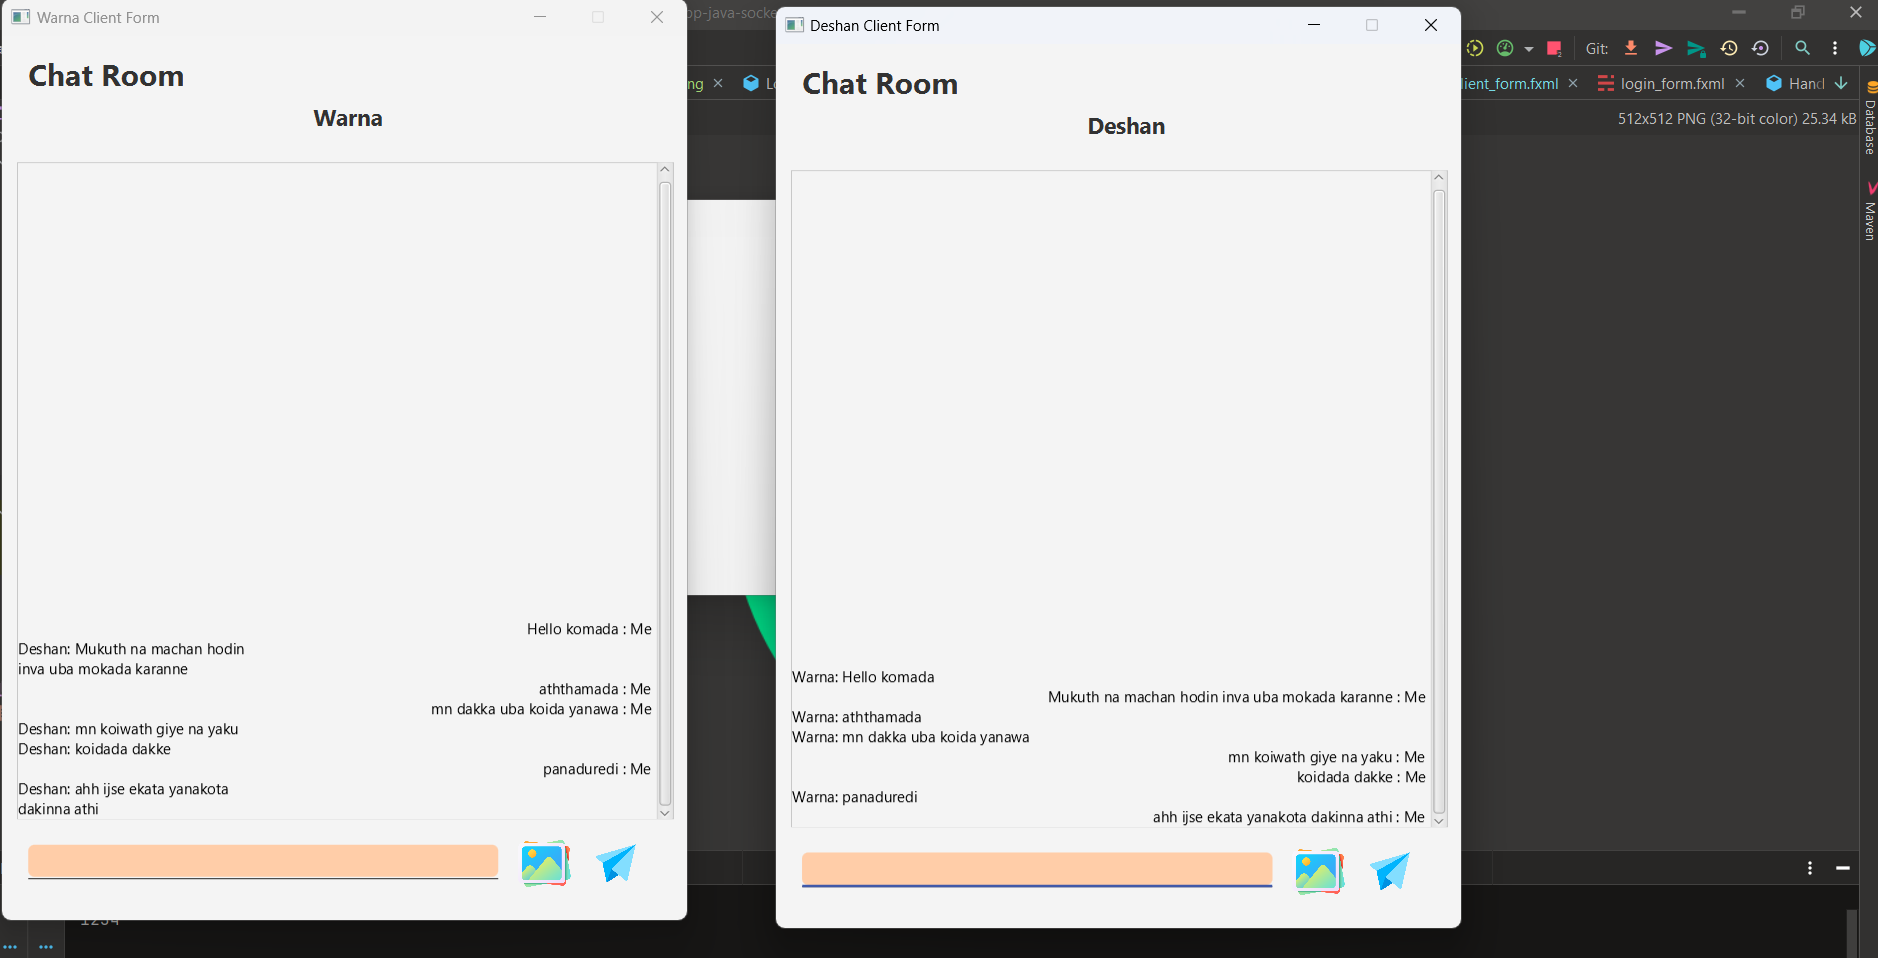 Warna Client Form
Chat Room
Warna
Hello komada : Me
Deshan: Mukuth na machan hodin
inva uba mokada karanne
aththamada : Me
mn dakka uba koida yanawa : Me
Deshan: mn koiwath giye na yaku
Deshan: koidada dakke
panaduredi : Me
Deshan: ahh ijse ekata yanakota
dakinna athi
op-java-socke
Deshan Client Form
Chat Room
Deshan
Warna: Hello komada
Mukuth na machan hodin inva uba mokada karanne : Me
Warna: aththamada
Warna: mn dakka uba koida yanawa
mn koiwath giye na yaku : Me
koidada dakke : Me
Warna: panaduredi
ahh ijse ekata yanakota dakinna athi : Me
Git:
ng
lient_form.fxml
login_form.fxml
Hand
512x512 PNG (32-bit color) 25.34 kB
Database
Maven